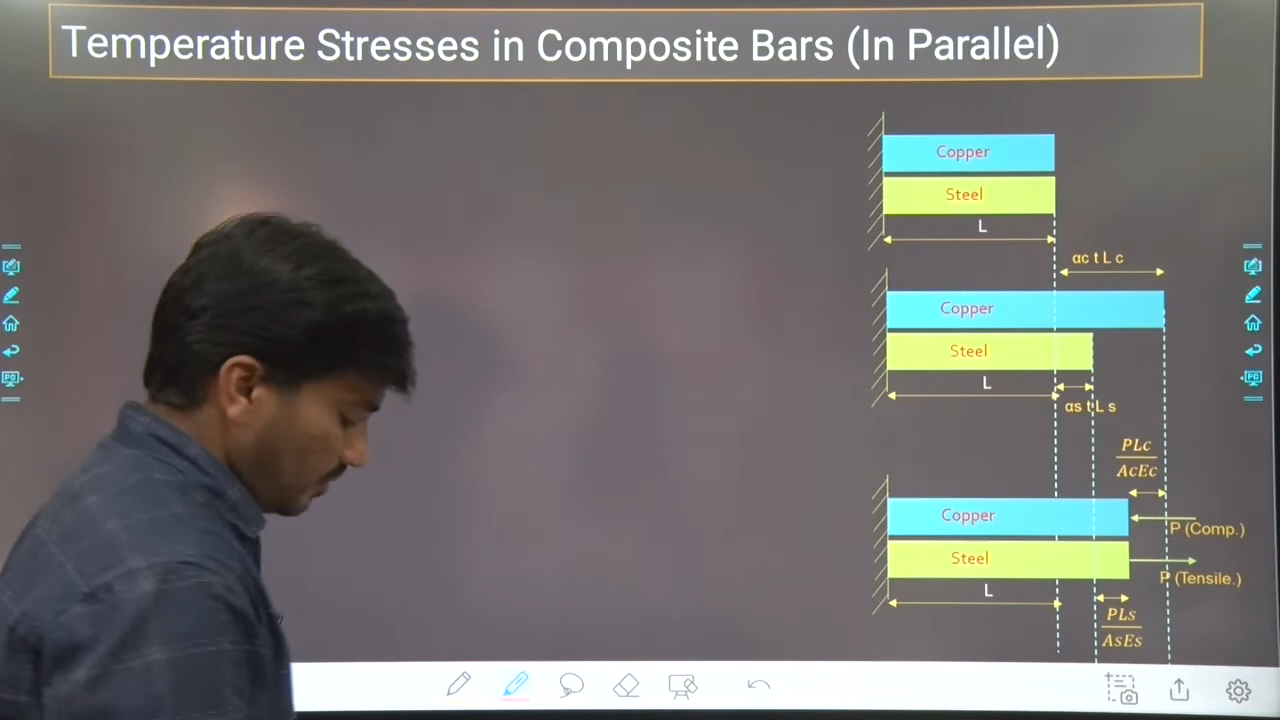 Temperature Stresses in Composite Bars (In Parallel)
Copper
Steel
L
αc t L c
Copper
Steel
L
αs t L s
PLc
AcEc
Copper
P (Comp.)
Steel
P (Tensile.)
L
PLs
AsEs